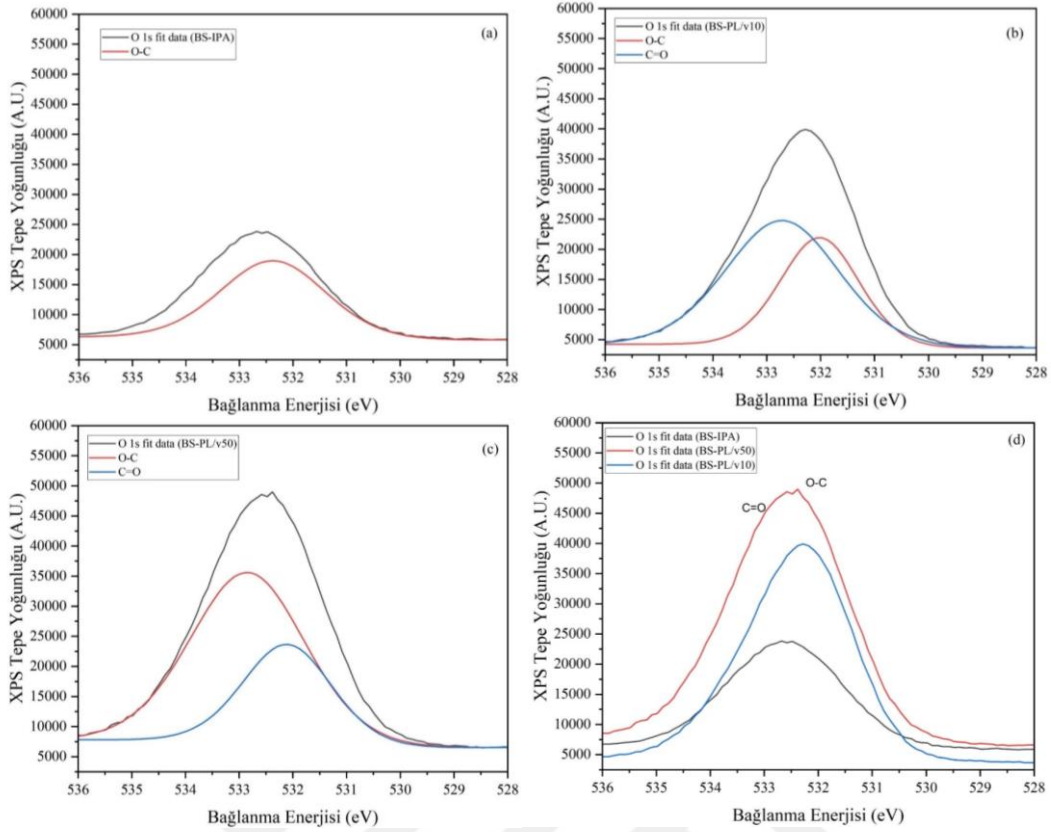 (a)
O 1s fit data (BS-IPA)
O-C
60000
55000
50000
45000
40000
35000
30000
25000
20000
15000
10000
5000
XPS Tepe Yoğunluğu (A.U.)
536 535 534 533 532 531 530 529 528
Bağlanma Enerjisi (eV)
(b)
O 1s fit data (BS-PL/v10)
O-C
C=O
60000
55000
50000
45000
40000
35000
30000
25000
20000
15000
10000
5000
XPS Tepe Yoğunluğu (A.U.)
536 535 534 533 532 531 530 529 528
Bağlanma Enerjisi (eV)
(c)
O 1s fit data (BS-PL/v50)
O-C
C=O
60000
55000
50000
45000
40000
35000
30000
25000
20000
15000
10000
5000
XPS Tepe Yoğunluğu (A.U.)
536 535 534 533 532 531 530 529 528
Bağlanma Enerjisi (eV)
(d)
O 1s fit data (BS-IPA)
O 1s fit data (BS-PL/v50)
O 1s fit data (BS-PL/v10)
O-C
C=O
60000
55000
50000
45000
40000
35000
30000
25000
20000
15000
10000
5000
XPS Tepe Yoğunluğu (A.U.)
536 535 534 533 532 531 530 529 528
Bağlanma Enerjisi (eV)